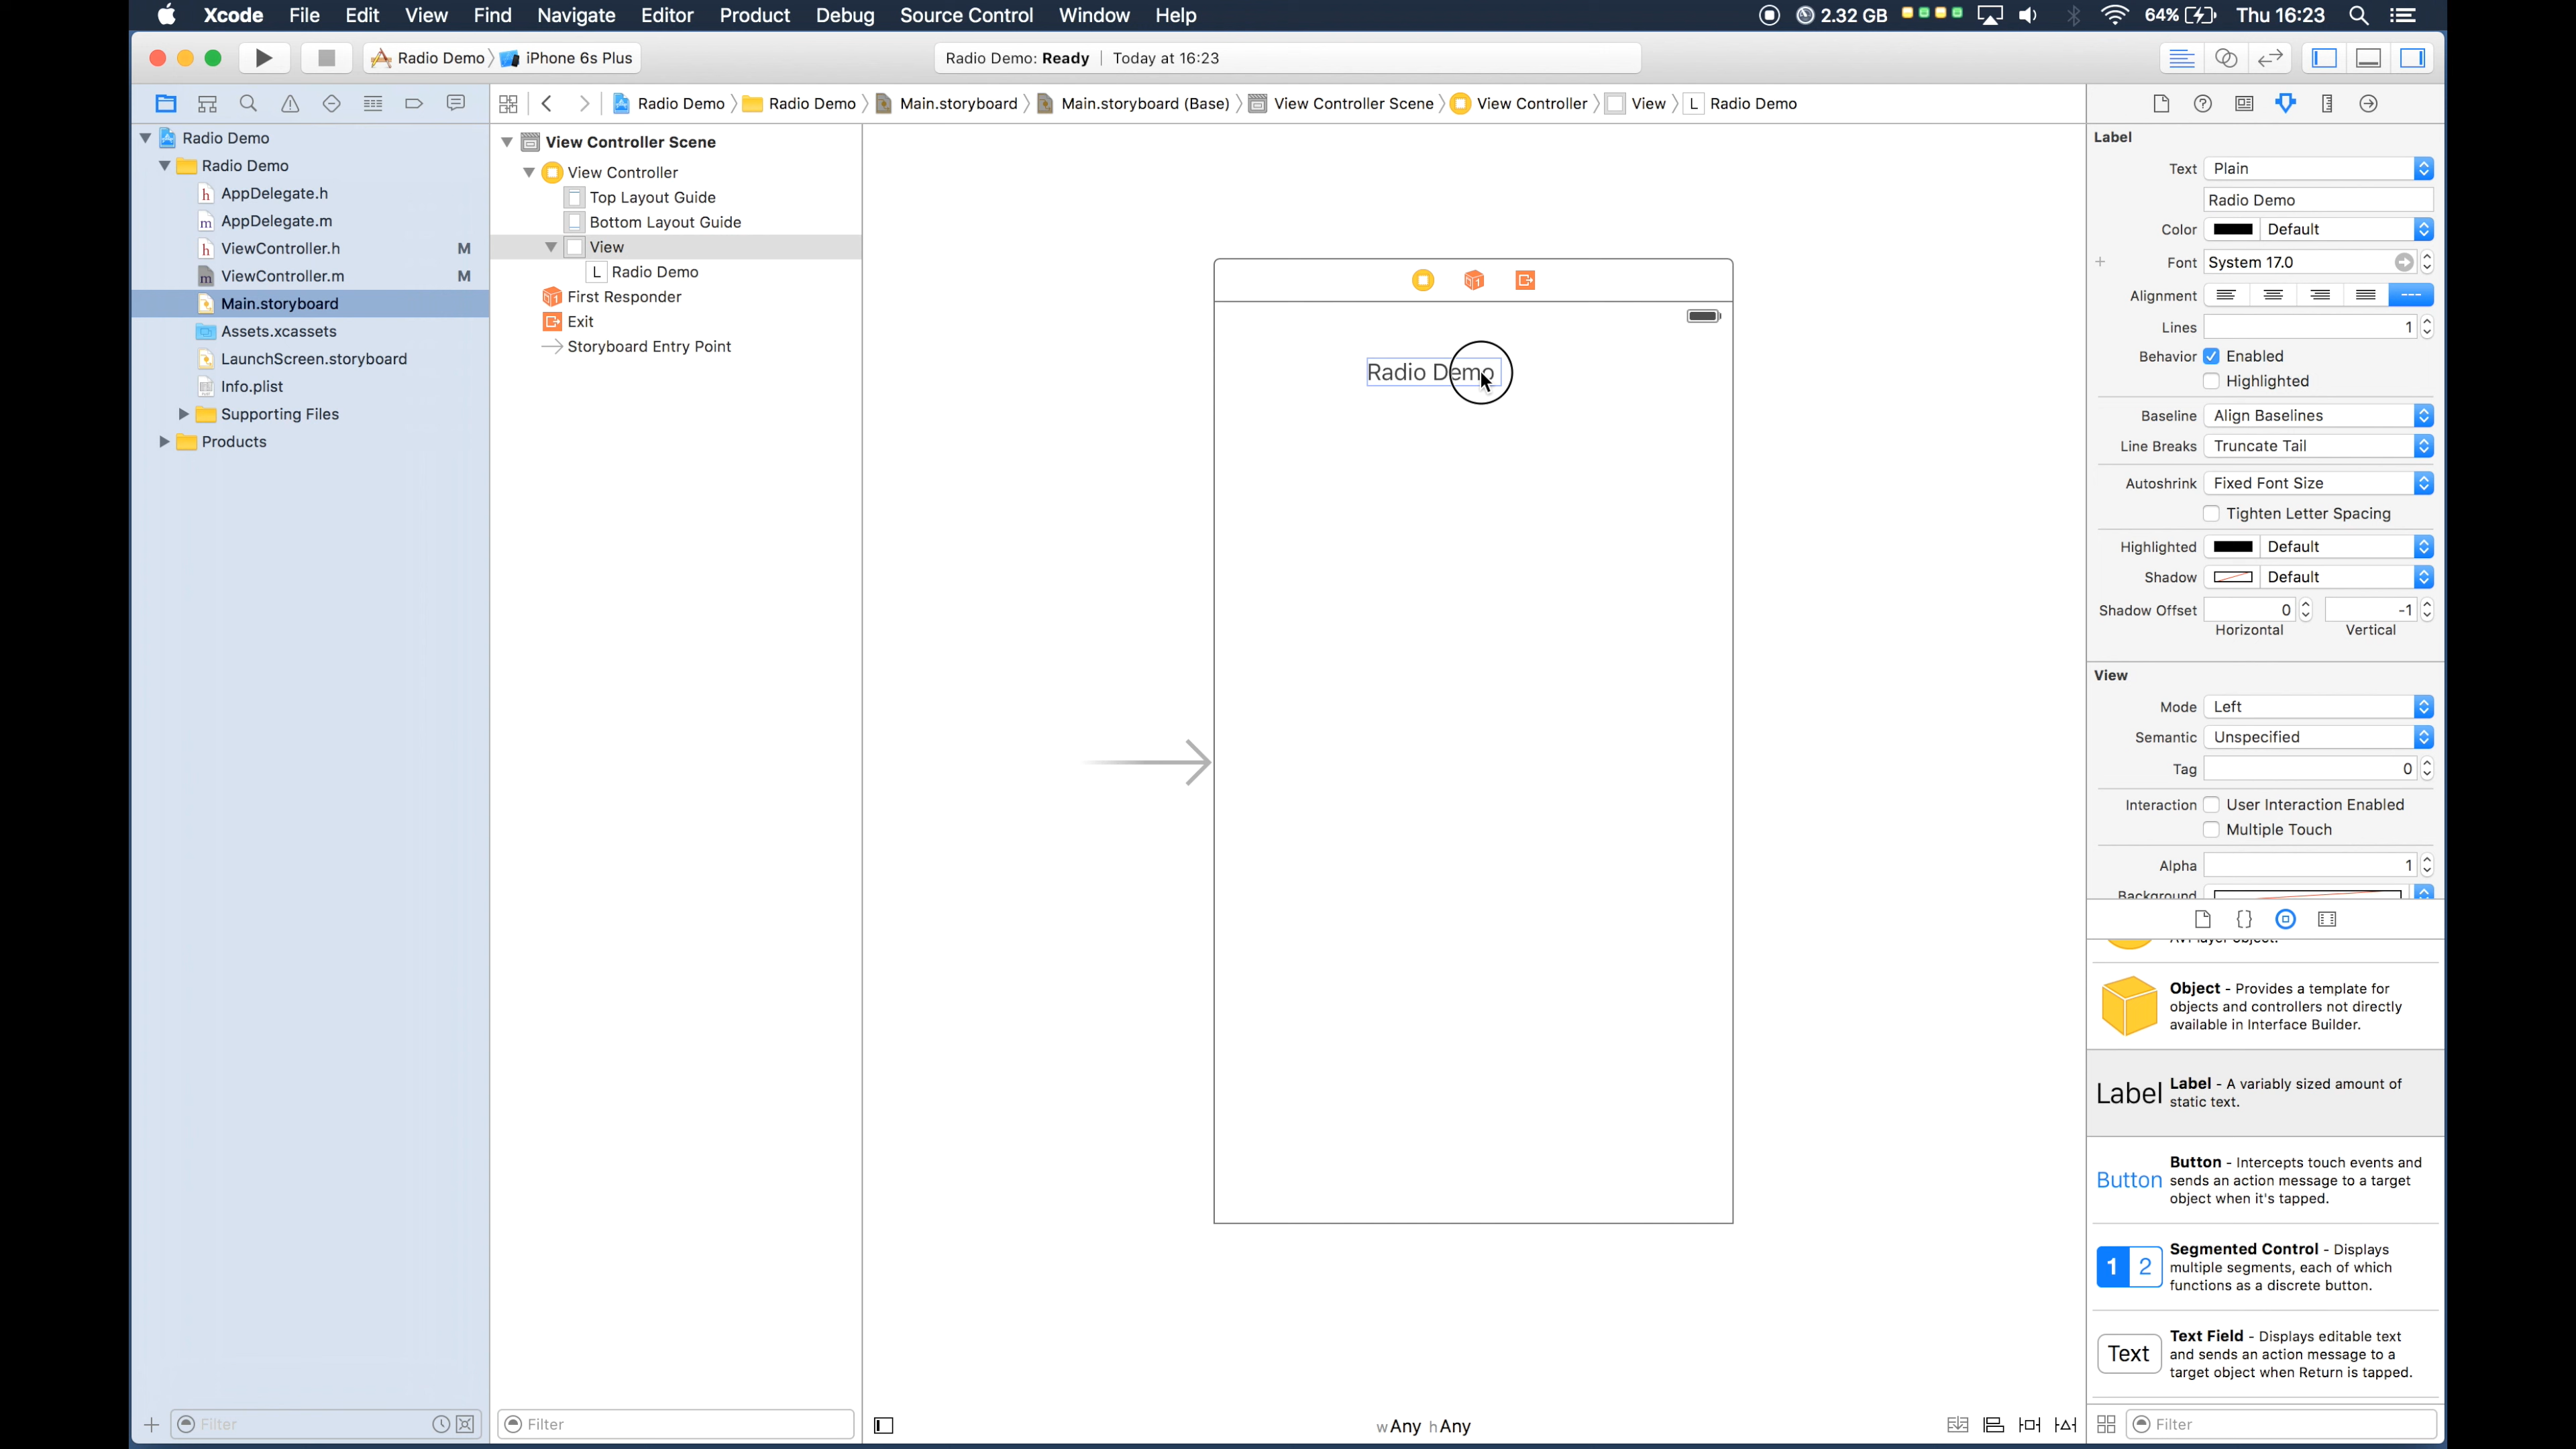 Xcode File Edit View Find Navigate Editor Product Debug Source Control Window Help 2.32 GB 64% Thu 16:23
Radio Demo iPhone 6s Plus Radio Demo: Ready Today at 16:23
Radio Demo Radio Demo Main.storyboard Main.storyboard (Base) View Controller Scene View Controller View L Radio Demo
Radio Demo
Radio Demo
h AppDelegate.h
m AppDelegate.m
h ViewController.h M
m ViewController.m M
Main.storyboard
Assets.xcassets
LaunchScreen.storyboard
Info.plist
Supporting Files
Products
Filter
View Controller Scene
View Controller
Top Layout Guide
Bottom Layout Guide
View
L Radio Demo
First Responder
Exit
Storyboard Entry Point
Filter
Radio Demo
wAny hAny
Label
Text Plain
Radio Demo
Color Default
Font System 17.0
Alignment
Lines 1
Behavior Enabled
Highlighted
Baseline Align Baselines
Line Breaks Truncate Tail
Autoshrink Fixed Font Size
Tighten Letter Spacing
Highlighted Default
Shadow Default
Shadow Offset 0 -1
Horizontal Vertical
View
Mode Left
Semantic Unspecified
Tag 0
Interaction User Interaction Enabled
Multiple Touch
Alpha 1
Background
Object - Provides a template for
objects and controllers not directly
available in Interface Builder.
Label
Label - A variably sized amount of
static text.
Button
Button - Intercepts touch events and
sends an action message to a target
object when it's tapped.
1 2
Segmented Control - Displays
multiple segments, each of which
functions as a discrete button.
Text
Text Field - Displays editable text
and sends an action message to a
target object when Return is tapped.
Filter